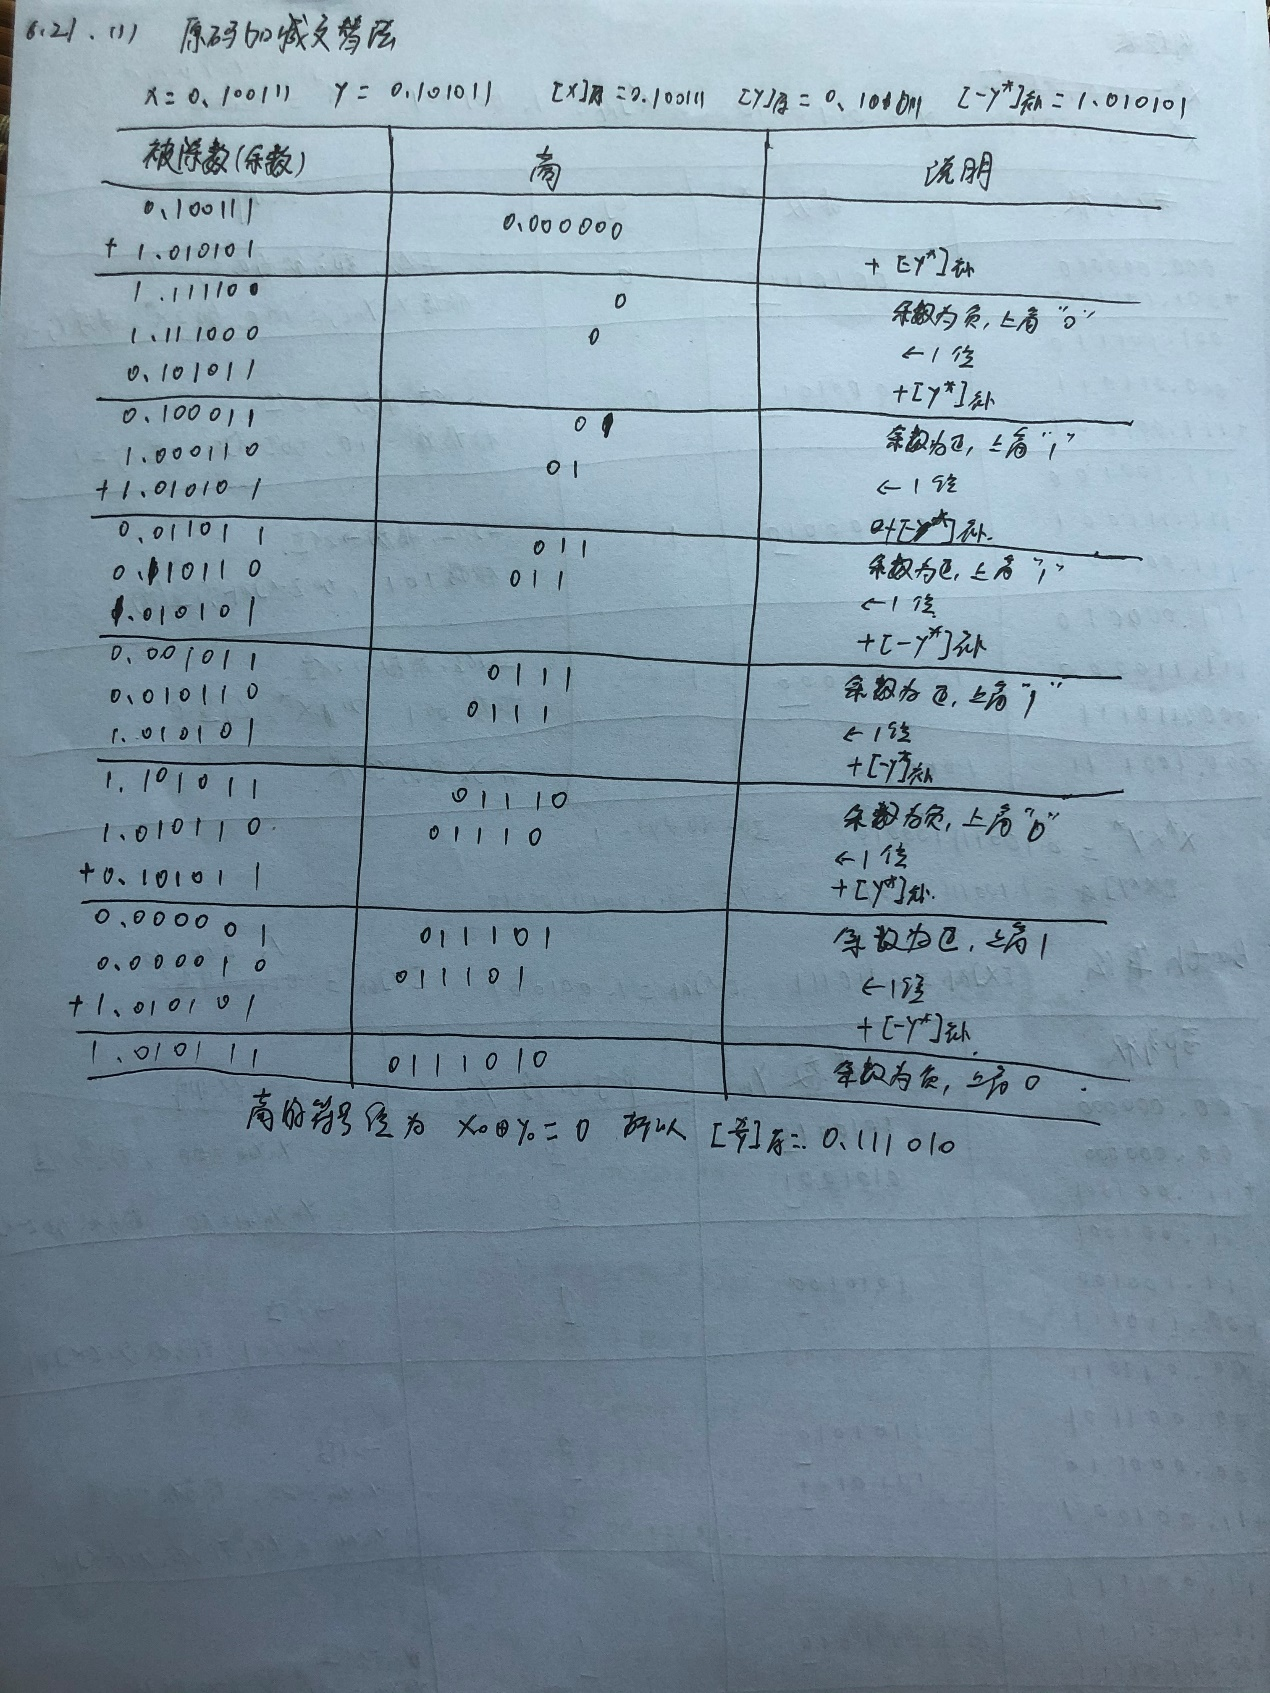 6.21.(1) 原码加减交替法
x=0.100111 y=0.101011 [x]原=0.100111 [y]原=0.101011 [-y*]补=1.010101
被除数(余数) 商 说明
0.100111 0.000000
+ 1.010101 + [-y*]补
1.111100 0 余数为负,上商“0”
1.111000 0 ←1位
0.101011 +[y*]补
0.100011 01 余数为正,上商“1”
1.000110 01 ←1位
+1.010101 +[-y*]补
0.011011 011 余数为正,上商“1”
0.110110 011 ←1位
1.010101 +[-y*]补
0.001011 0111 余数为正,上商“1”
0.010110 0111 ←1位
1.010101 +[-y*]补
1.101011 01110 余数为负,上商“0”
1.010110 01110 ←1位
+0.101011 +[y*]补
0.000001 011101 余数为正,上商1
0.000010 011101 ←1位
+1.010101 +[-y*]补
1.010111 0111010 余数为负,上商0
商的符号位为 x₀⊕y₀=0 所以 [x/y]原=0.111010